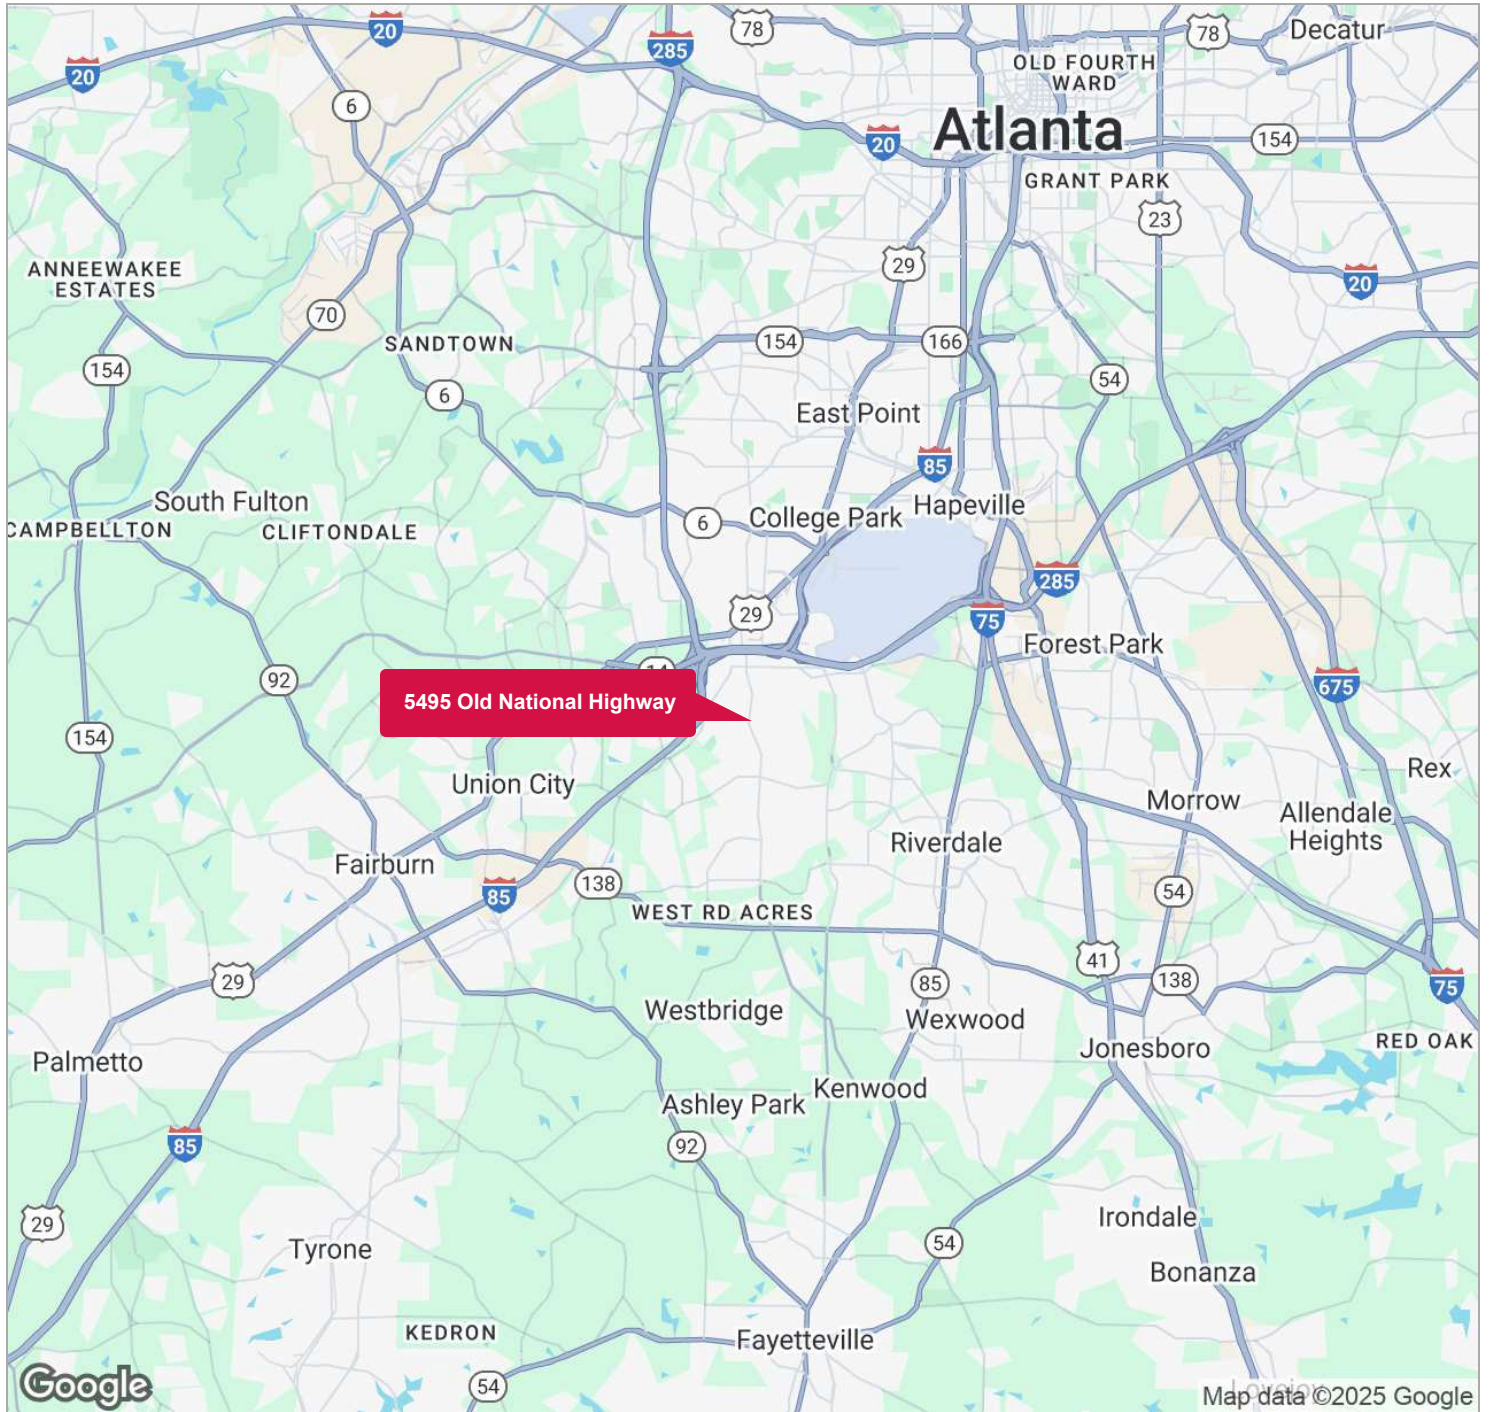 20
285
78
78
Decatur
20
OLD FOURTH
WARD
6
Atlanta
20
154
GRANT PARK
23
ANNEEWAKEE
ESTATES
29
20
70
SANDTOWN
154
166
154
6
54
East Point
85
South Fulton
Hapeville
CAMPBELLTON
CLIFTONDALE
6
College Park
285
29
75
Forest Park
14
92
675
5495 Old National Highway
154
Union City
Rex
Morrow
Allendale
Heights
Riverdale
Fairburn
85
138
54
WEST RD ACRES
29
41
85
138
75
Westbridge
Wexwood
RED OAK
Palmetto
Jonesboro
Kenwood
Ashley Park
85
92
29
Irondale
Tyrone
54
Bonanza
KEDRON
Fayetteville
54
Google
Lovejoy
Map data ©2025 Google